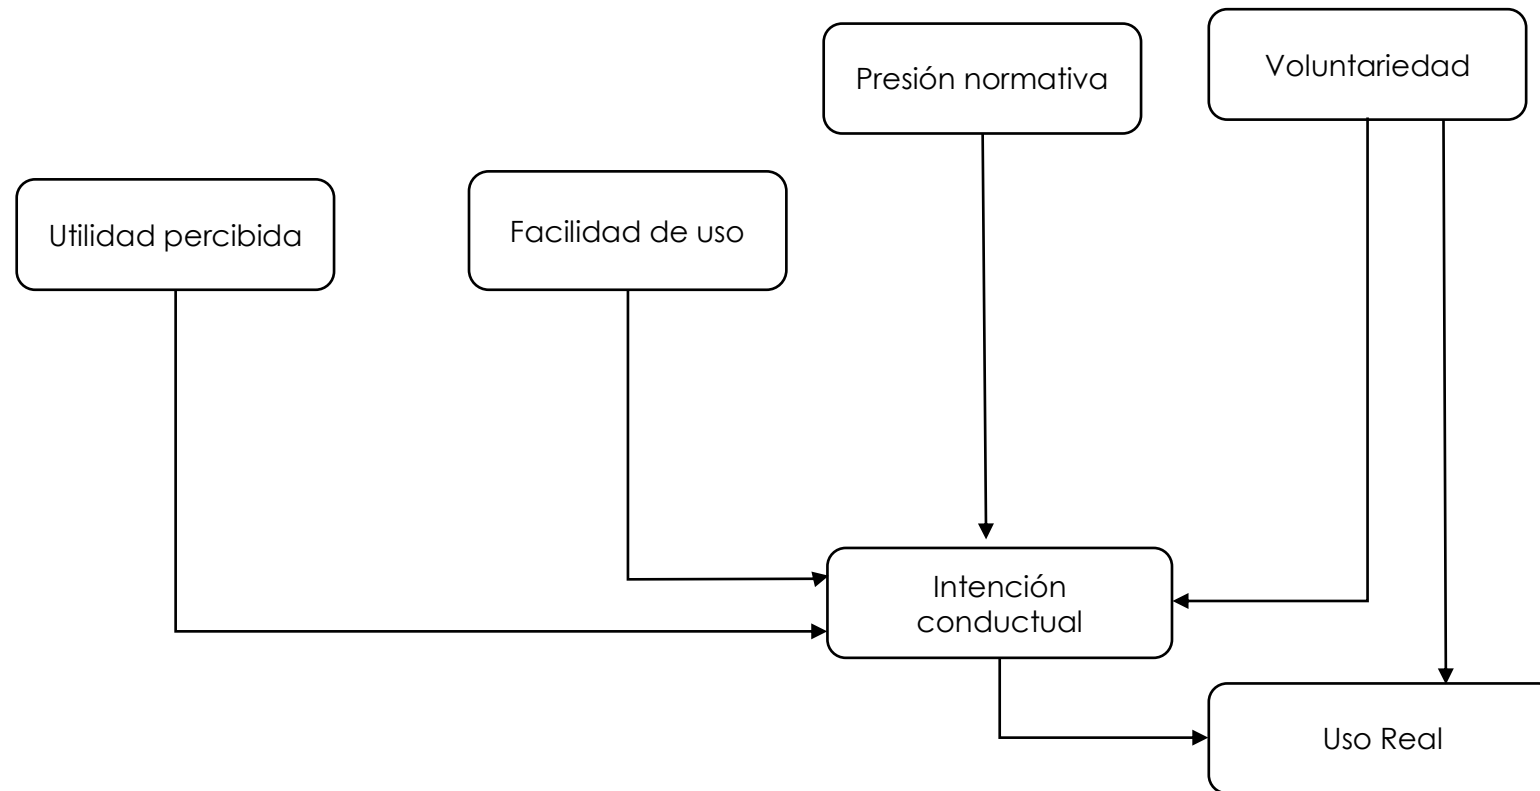 Presión normativa
Voluntariedad
Utilidad percibida
Facilidad de uso
Intención
conductual
Uso Real